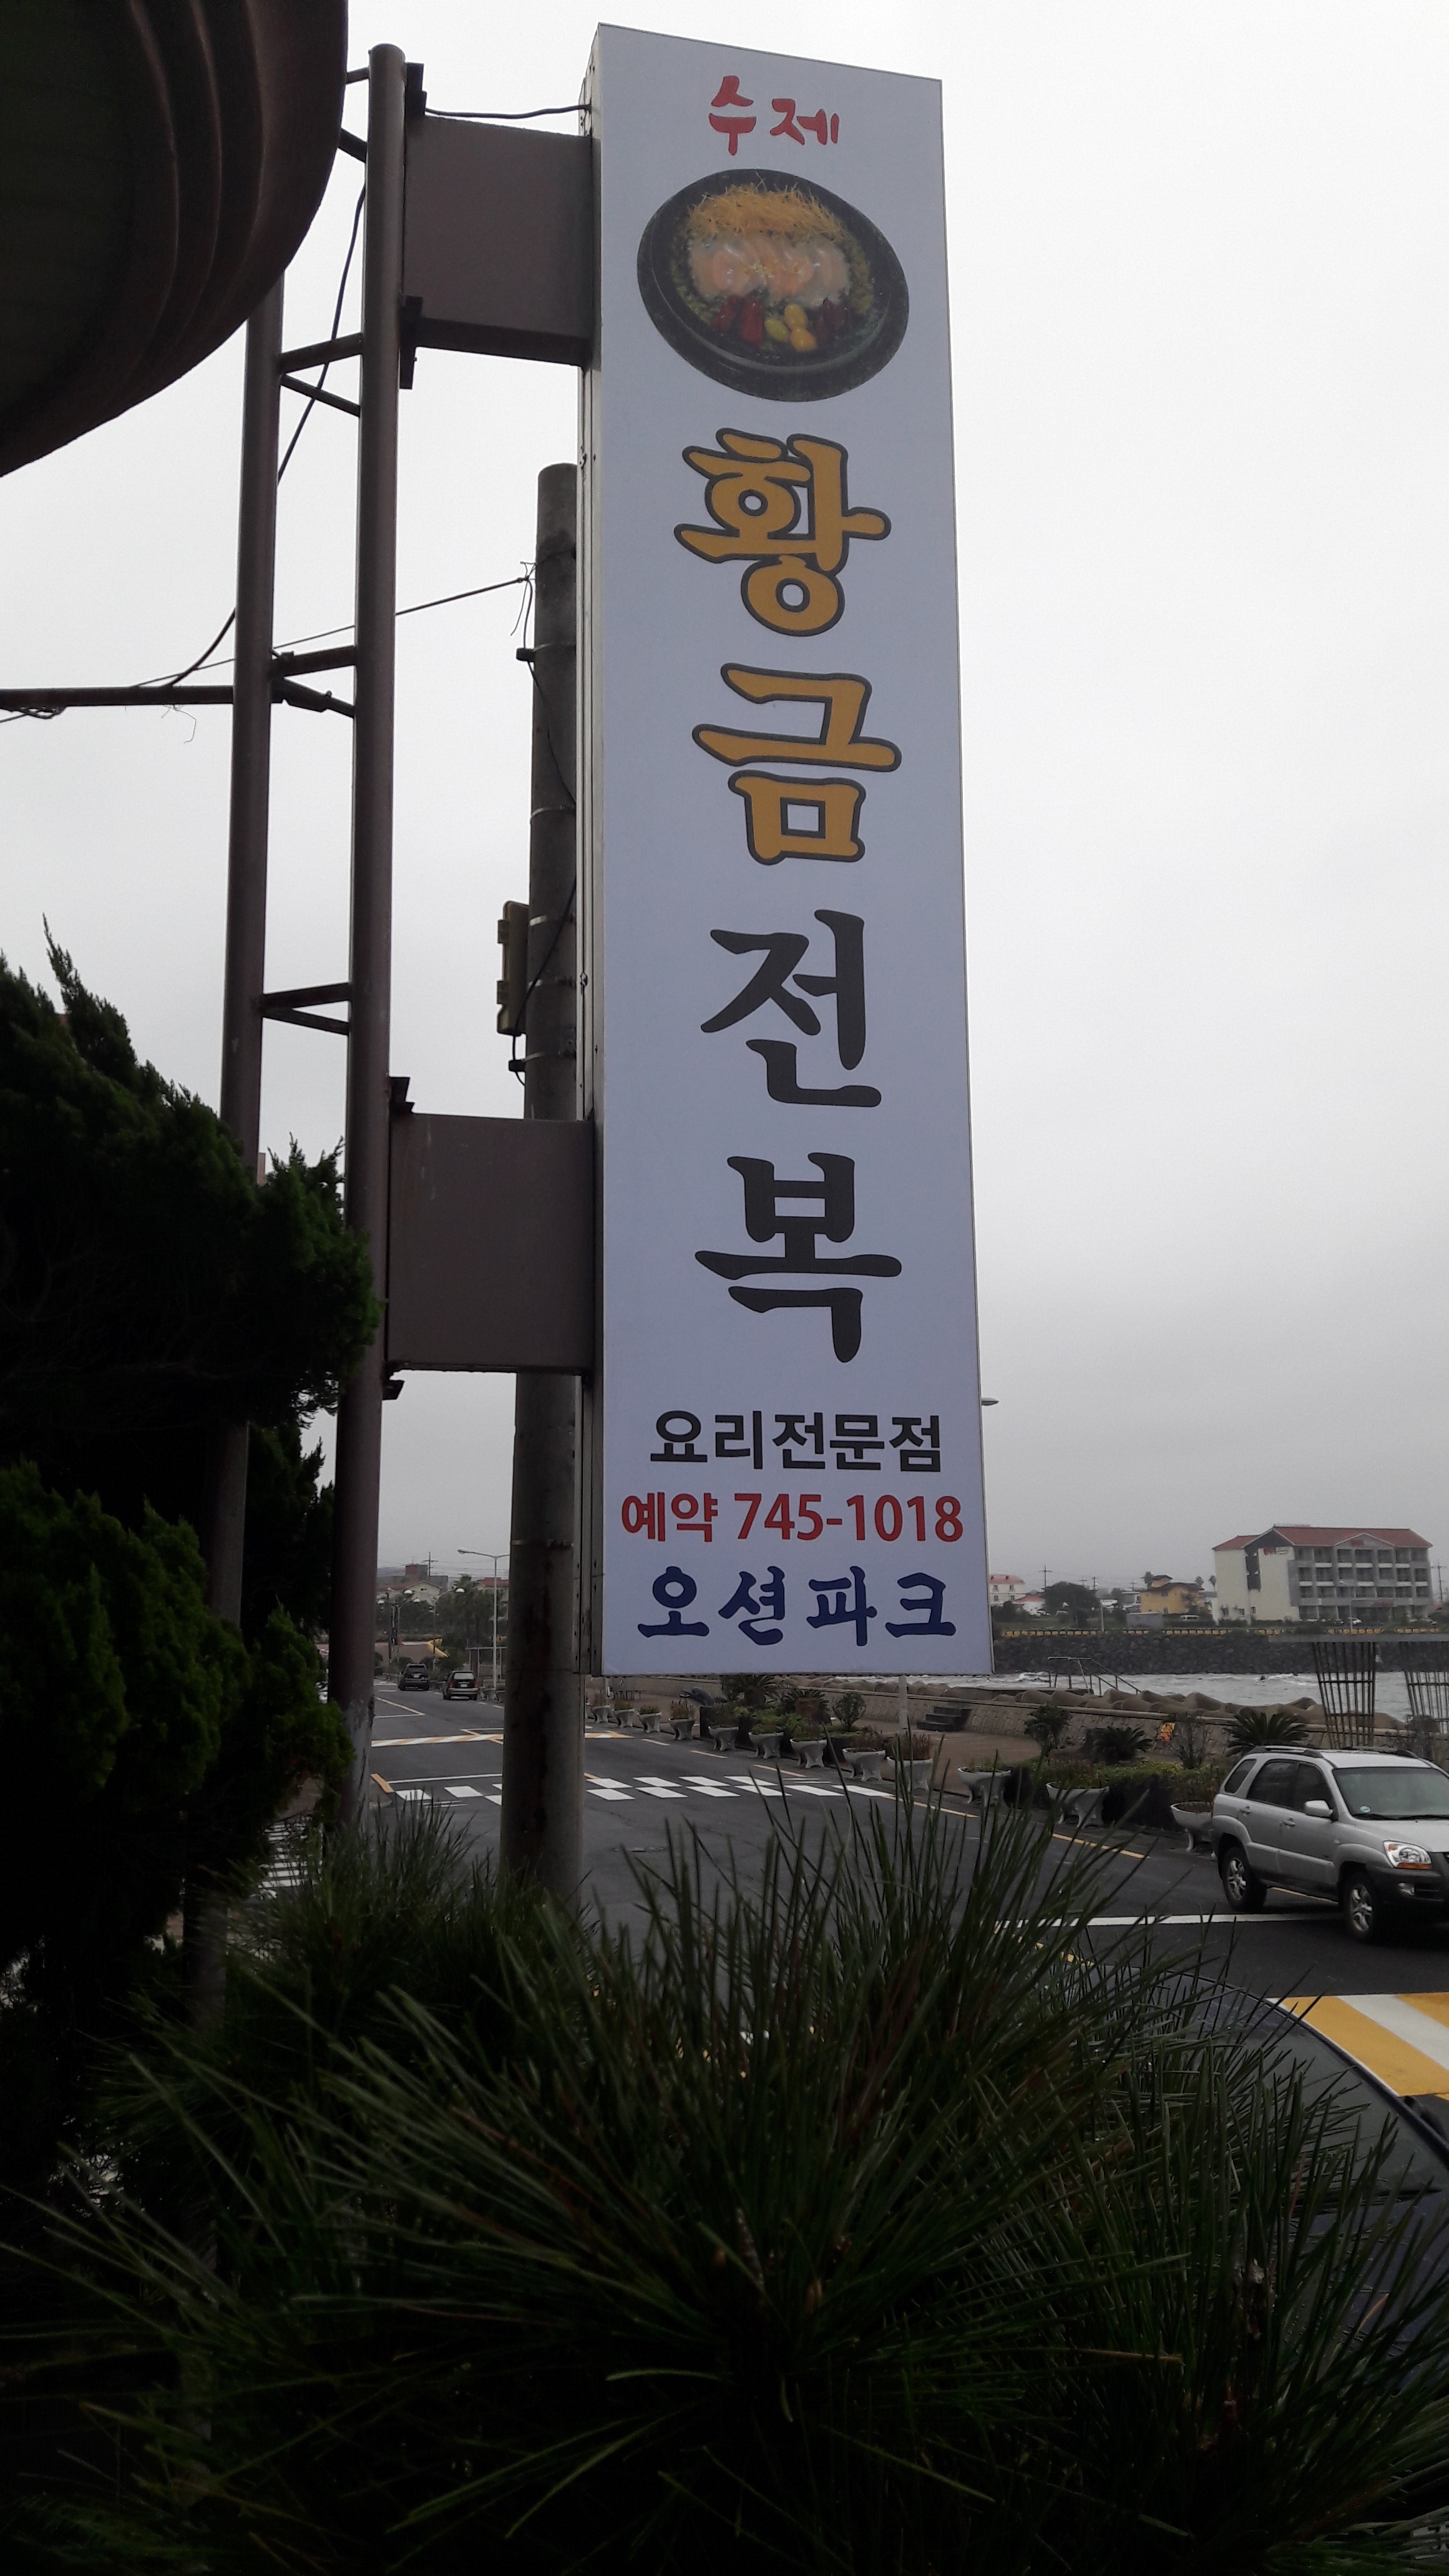 수제
황
금
전
복
요리전문점
예약 745-1018
오션파크